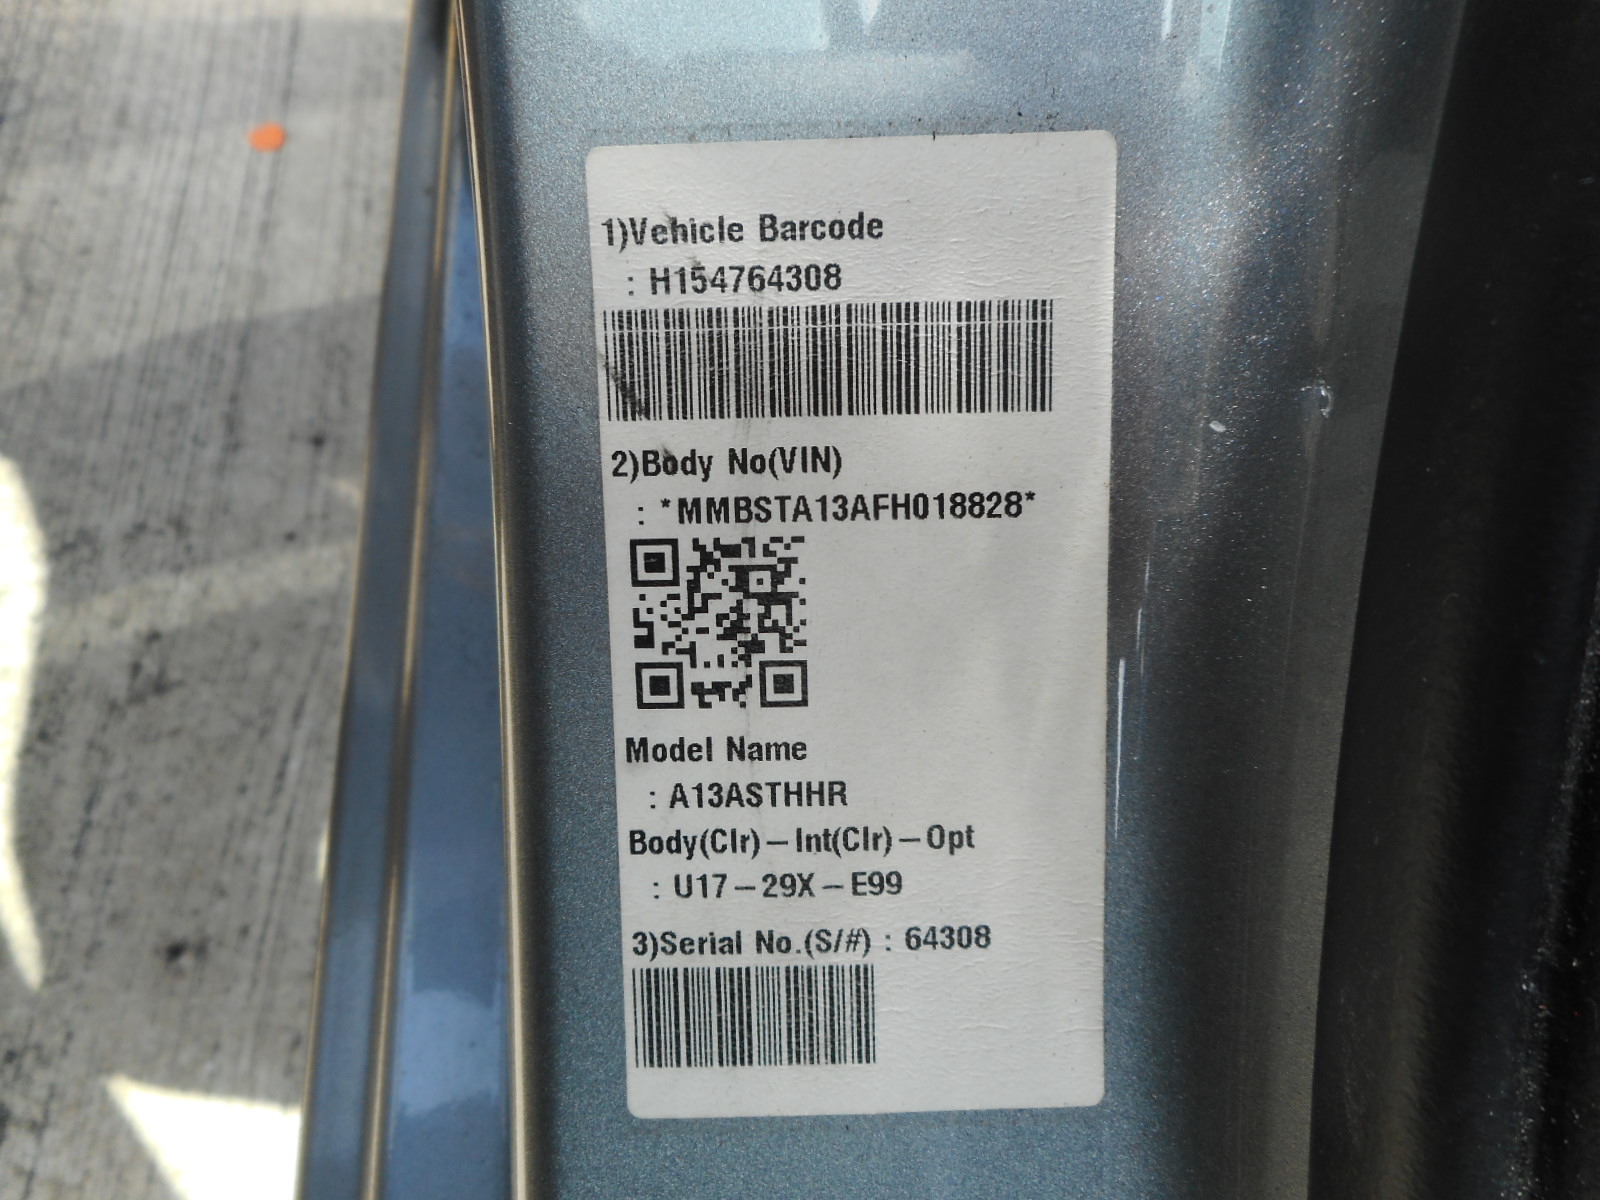 1)Vehicle Barcode
: H154764308
2)Body No(VIN)
: *MMBSTA13AFH018828*
Model Name
: A13ASTHHR
Body(Clr)–Int(Clr)–Opt
: U17–29X–E99
3)Serial No.(S/#) : 64308